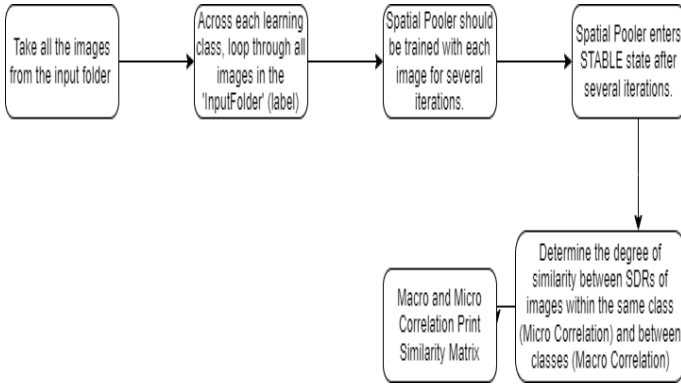 Take all the images
from the input folder
Across each learning
class, loop through all
images in the
'InputFolder' (label)
Spatial Pooler should
be trained with each
image for several
iterations.
Spatial Pooler enters
STABLE state after
several iterations.
Determine the degree of
similarity between SDRs of
images within the same class
(Micro Correlation) and between
classes (Macro Correlation)
Macro and Micro
Correlation Print
Similarity Matrix